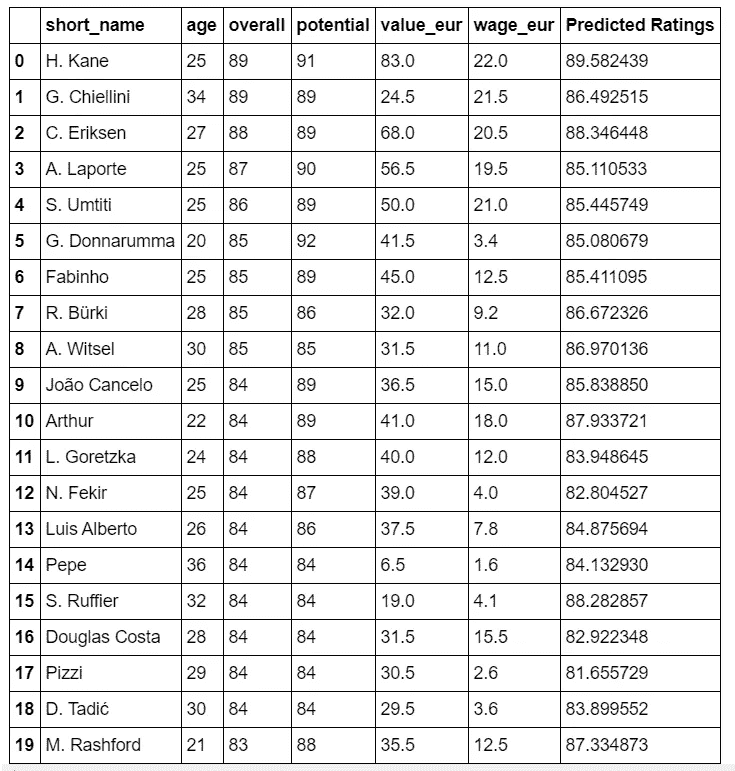 short_name age overall potential value_eur wage_eur Predicted Ratings
0 H. Kane 25 89 91 83.0 22.0 89.582439
1 G. Chiellini 34 89 89 24.5 21.5 86.492515
2 C. Eriksen 27 88 89 68.0 20.5 88.346448
3 A. Laporte 25 87 90 56.5 19.5 85.110533
4 S. Umtiti 25 86 89 50.0 21.0 85.445749
5 G. Donnarumma 20 85 92 41.5 3.4 85.080679
6 Fabinho 25 85 89 45.0 12.5 85.411095
7 R. Bürki 28 85 86 32.0 9.2 86.672326
8 A. Witsel 30 85 85 31.5 11.0 86.970136
9 João Cancelo 25 84 89 36.5 15.0 85.838850
10 Arthur 22 84 89 41.0 18.0 87.933721
11 L. Goretzka 24 84 88 40.0 12.0 83.948645
12 N. Fekir 25 84 87 39.0 4.0 82.804527
13 Luis Alberto 26 84 86 37.5 7.8 84.875694
14 Pepe 36 84 84 6.5 1.6 84.132930
15 S. Ruffier 32 84 84 19.0 4.1 88.282857
16 Douglas Costa 28 84 84 31.5 15.5 82.922348
17 Pizzi 29 84 84 30.5 2.6 81.655729
18 D. Tadić 30 84 84 29.5 3.6 83.899552
19 M. Rashford 21 83 88 35.5 12.5 87.334873